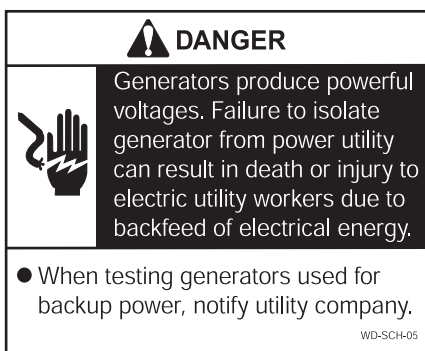 DANGER
Generators produce powerful
voltages. Failure to isolate
generator from power utility
can result in death or injury to
electric utility workers due to
backfeed of electrical energy.
● When testing generators used for
backup power, notify utility company.
WD-SCH-05